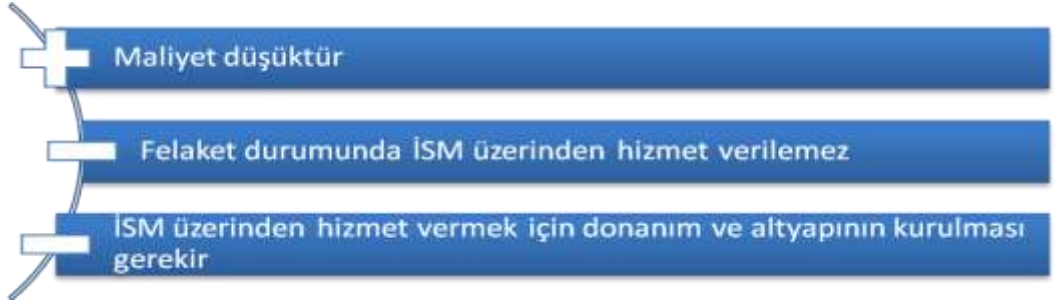 Maliyet düşüktür
Felaket durumunda İSM üzerinden hizmet verilemez
İSM üzerinden hizmet vermek için donanım ve altyapının kurulması
gerekir